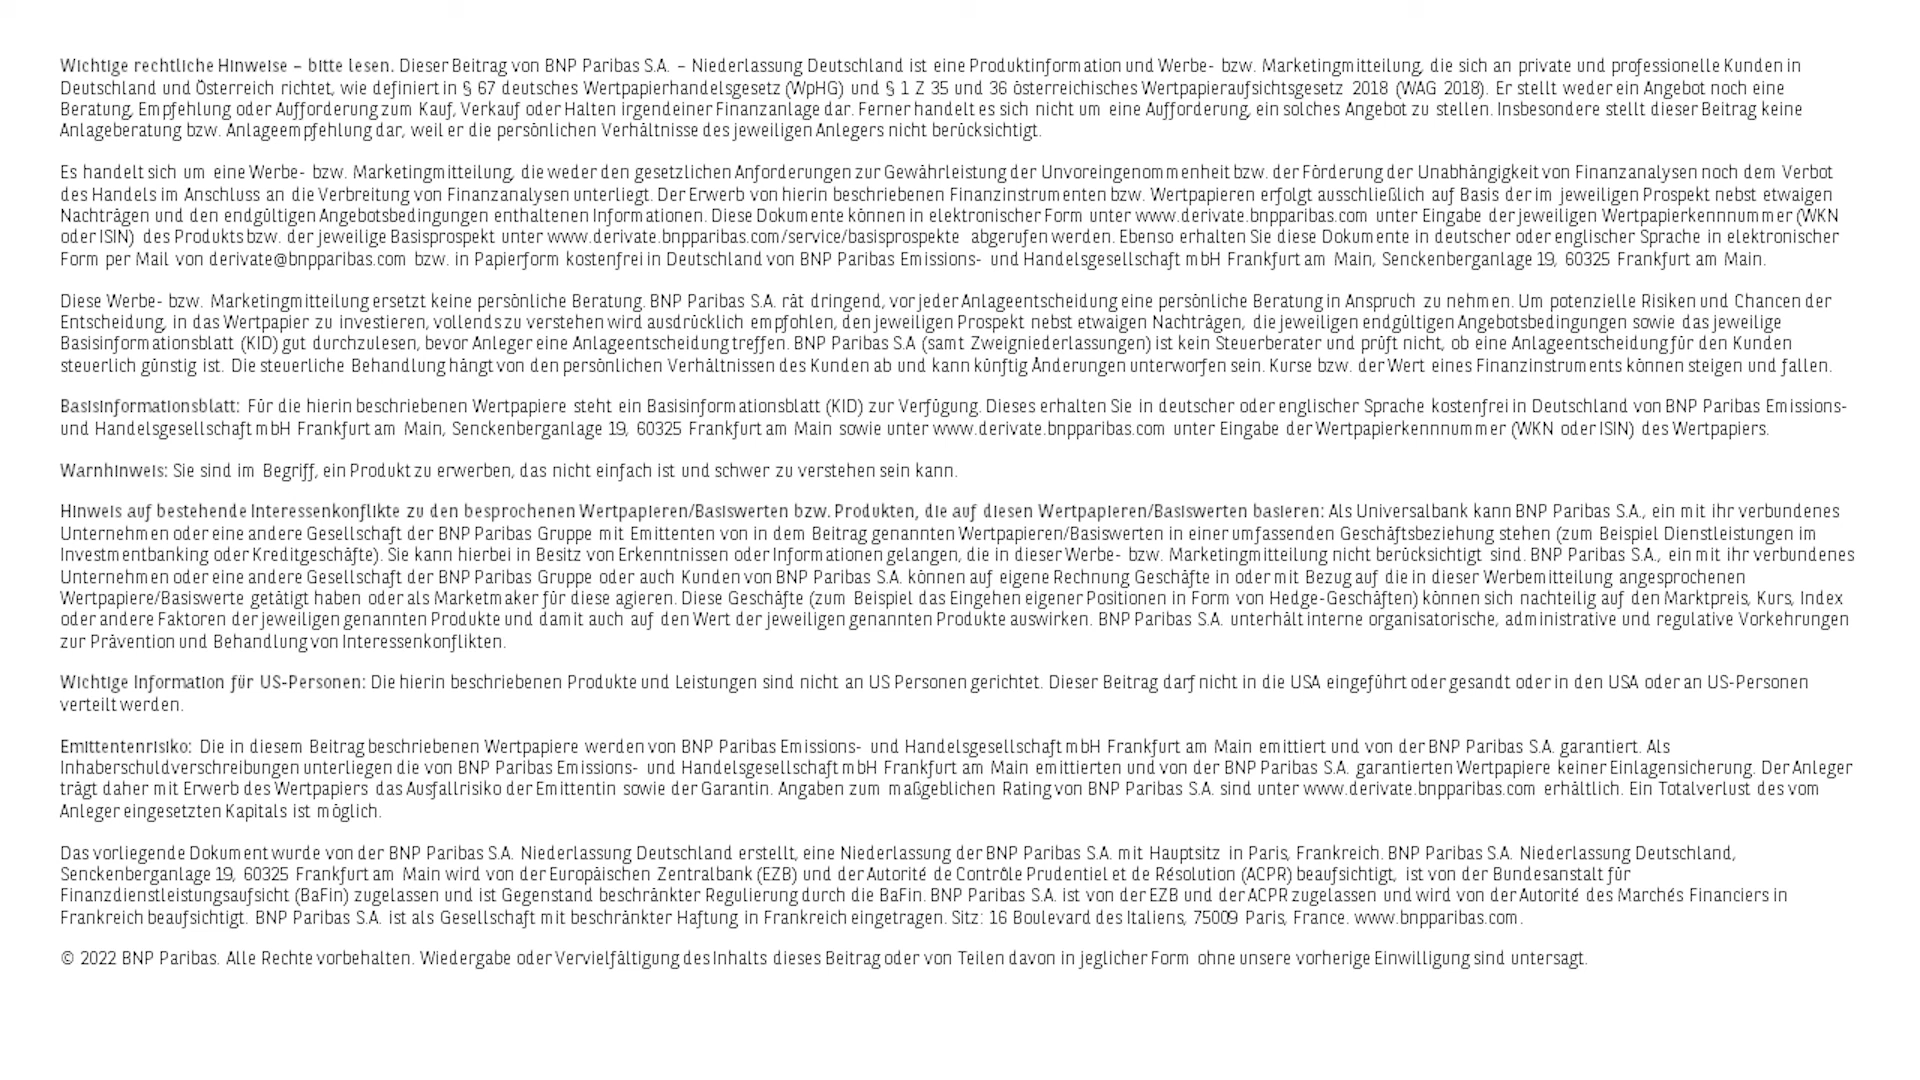 Wichtige rechtliche Hinweise – bitte lesen. Dieser Beitrag von BNP Paribas S.A. – Niederlassung Deutschland ist eine Produktinformation und Werbe- bzw. Marketingmitteilung, die sich an private und professionelle Kunden in
Deutschland und Österreich richtet, wie definiert in § 67 deutsches Wertpapierhandelsgesetz (WpHG) und § 1 Z 35 und 36 österreichisches Wertpapieraufsichtsgesetz 2018 (WAG 2018). Er stellt weder ein Angebot noch eine
Beratung, Empfehlung oder Aufforderung zum Kauf, Verkauf oder Halten irgendeiner Finanzanlage dar. Ferner handelt es sich nicht um eine Aufforderung, ein solches Angebot zu stellen. Insbesondere stellt dieser Beitrag keine
Anlageberatung bzw. Anlageempfehlung dar, weil er die persönlichen Verhältnisse des jeweiligen Anlegers nicht berücksichtigt.
Es handelt sich um eine Werbe- bzw. Marketingmitteilung, die weder den gesetzlichen Anforderungen zur Gewährleistung der Unvoreingenommenheit bzw. der Förderung der Unabhängigkeit von Finanzanalysen noch dem Verbot
des Handels im Anschluss an die Verbreitung von Finanzanalysen unterliegt. Der Erwerb von hierin beschriebenen Finanzinstrumenten bzw. Wertpapieren erfolgt ausschließlich auf Basis der im jeweiligen Prospekt nebst etwaigen
Nachträgen und den endgültigen Angebotsbedingungen enthaltenen Informationen. Diese Dokumente können in elektronischer Form unter www.derivate.bnpparibas.com unter Eingabe der jeweiligen Wertpapierkennnummer (WKN
oder ISIN) des Produkts bzw. der jeweilige Basisprospekt unter www.derivate.bnpparibas.com/service/basisprospekte abgerufen werden. Ebenso erhalten Sie diese Dokumente in deutscher oder englischer Sprache in elektronischer
Form per Mail von derivate@bnpparibas.com bzw. in Papierform kostenfrei in Deutschland von BNP Paribas Emissions- und Handelsgesellschaft mbH Frankfurt am Main, Senckenberganlage 19, 60325 Frankfurt am Main.
Diese Werbe- bzw. Marketingmitteilung ersetzt keine persönliche Beratung. BNP Paribas S.A. rät dringend, vor jeder Anlageentscheidung eine persönliche Beratung in Anspruch zu nehmen. Um potenzielle Risiken und Chancen der
Entscheidung, in das Wertpapier zu investieren, vollends zu verstehen wird ausdrücklich empfohlen, den jeweiligen Prospekt nebst etwaigen Nachträgen, die jeweiligen endgültigen Angebotsbedingungen sowie das jeweilige
Basisinformationsblatt (KID) gut durchzulesen, bevor Anleger eine Anlageentscheidung treffen. BNP Paribas S.A (samt Zweigniederlassungen) ist kein Steuerberater und prüft nicht, ob eine Anlageentscheidung für den Kunden
steuerlich günstig ist. Die steuerliche Behandlung hängt von den persönlichen Verhältnissen des Kunden ab und kann künftig Änderungen unterworfen sein. Kurse bzw. der Wert eines Finanzinstruments können steigen und fallen.
Basisinformationsblatt: Für die hierin beschriebenen Wertpapiere steht ein Basisinformationsblatt (KID) zur Verfügung. Dieses erhalten Sie in deutscher oder englischer Sprache kostenfrei in Deutschland von BNP Paribas Emissions-
und Handelsgesellschaft mbH Frankfurt am Main, Senckenberganlage 19, 60325 Frankfurt am Main sowie unter www.derivate.bnpparibas.com unter Eingabe der Wertpapierkennnummer (WKN oder ISIN) des Wertpapiers.
Warnhinweis: Sie sind im Begriff, ein Produkt zu erwerben, das nicht einfach ist und schwer zu verstehen sein kann.
Hinweis auf bestehende Interessenkonflikte zu den besprochenen Wertpapieren/Basiswerten bzw. Produkten, die auf diesen Wertpapieren/Basiswerten basieren: Als Universalbank kann BNP Paribas S.A., ein mit ihr verbundenes
Unternehmen oder eine andere Gesellschaft der BNP Paribas Gruppe mit Emittenten von in dem Beitrag genannten Wertpapieren/Basiswerten in einer umfassenden Geschäftsbeziehung stehen (zum Beispiel Dienstleistungen im
Investmentbanking oder Kreditgeschäfte). Sie kann hierbei in Besitz von Erkenntnissen oder Informationen gelangen, die in dieser Werbe- bzw. Marketingmitteilung nicht berücksichtigt sind. BNP Paribas S.A., ein mit ihr verbundenes
Unternehmen oder eine andere Gesellschaft der BNP Paribas Gruppe oder auch Kunden von BNP Paribas S.A. können auf eigene Rechnung Geschäfte in oder mit Bezug auf die in dieser Werbemitteilung angesprochenen
Wertpapiere/Basiswerte getätigt haben oder als Marketmaker für diese agieren. Diese Geschäfte (zum Beispiel das Eingehen eigener Positionen in Form von Hedge-Geschäften) können sich nachteilig auf den Marktpreis, Kurs, Index
oder andere Faktoren der jeweiligen genannten Produkte und damit auch auf den Wert der jeweiligen genannten Produkte auswirken. BNP Paribas S.A. unterhält interne organisatorische, administrative und regulative Vorkehrungen
zur Prävention und Behandlung von Interessenkonflikten.
Wichtige Information für US-Personen: Die hierin beschriebenen Produkte und Leistungen sind nicht an US Personen gerichtet. Dieser Beitrag darf nicht in die USA eingeführt oder gesandt oder in den USA oder an US-Personen
verteilt werden.
Emittentenrisiko: Die in diesem Beitrag beschriebenen Wertpapiere werden von BNP Paribas Emissions- und Handelsgesellschaft mbH Frankfurt am Main emittiert und von der BNP Paribas S.A. garantiert. Als
Inhaberschuldverschreibungen unterliegen die von BNP Paribas Emissions- und Handelsgesellschaft mbH Frankfurt am Main emittierten und von der BNP Paribas S.A. garantierten Wertpapiere keiner Einlagensicherung. Der Anleger
trägt daher mit Erwerb des Wertpapiers das Ausfallrisiko der Emittentin sowie der Garantin. Angaben zum maßgeblichen Rating von BNP Paribas S.A. sind unter www.derivate.bnpparibas.com erhältlich. Ein Totalverlust des vom
Anleger eingesetzten Kapitals ist möglich.
Das vorliegende Dokument wurde von der BNP Paribas S.A. Niederlassung Deutschland erstellt, eine Niederlassung der BNP Paribas S.A. mit Hauptsitz in Paris, Frankreich. BNP Paribas S.A. Niederlassung Deutschland,
Senckenberganlage 19, 60325 Frankfurt am Main wird von der Europäischen Zentralbank (EZB) und der Autorité de Contrôle Prudentiel et de Résolution (ACPR) beaufsichtigt, ist von der Bundesanstalt für
Finanzdienstleistungsaufsicht (BaFin) zugelassen und ist Gegenstand beschränkter Regulierung durch die BaFin. BNP Paribas S.A. ist von der EZB und der ACPR zugelassen und wird von der Autorité des Marchés Financiers in
Frankreich beaufsichtigt. BNP Paribas S.A. ist als Gesellschaft mit beschränkter Haftung in Frankreich eingetragen. Sitz: 16 Boulevard des Italiens, 75009 Paris, France. www.bnpparibas.com.
© 2022 BNP Paribas. Alle Rechte vorbehalten. Wiedergabe oder Vervielfältigung des Inhalts dieses Beitrag oder von Teilen davon in jeglicher Form ohne unsere vorherige Einwilligung sind untersagt.